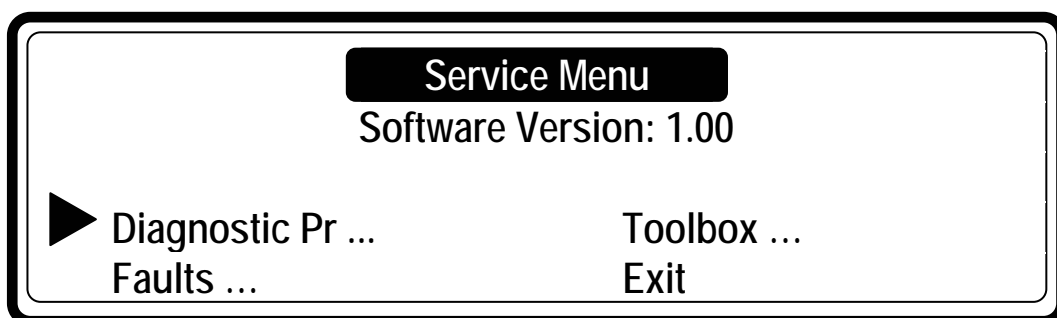 Service Menu
Software Version: 1.00
Diagnostic Pr ... Toolbox ...
Faults ... Exit